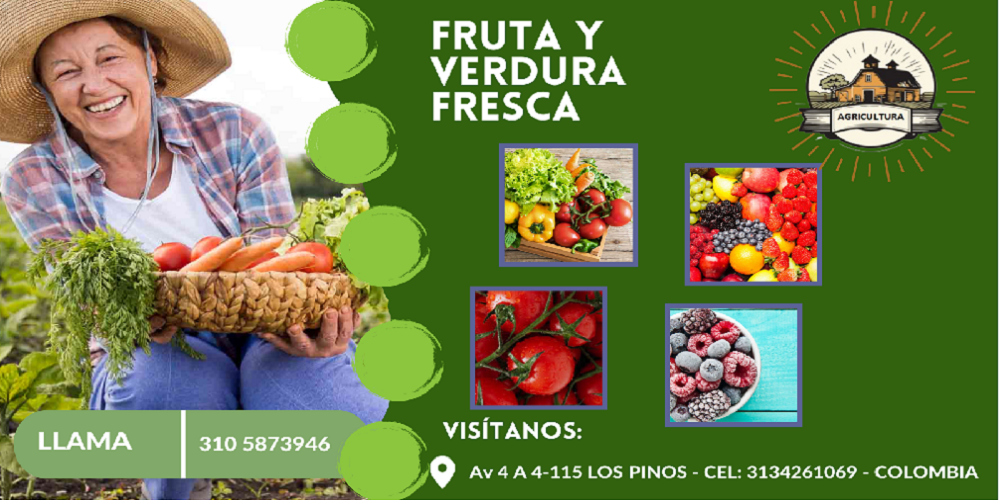 FRUTA Y
VERDURA
FRESCA
AGRICULTURA
VISÍTANOS:
LLAMA
310 5873946
Av 4 A 4-115 LOS PINOS - CEL: 3134261069 - COLOMBIA